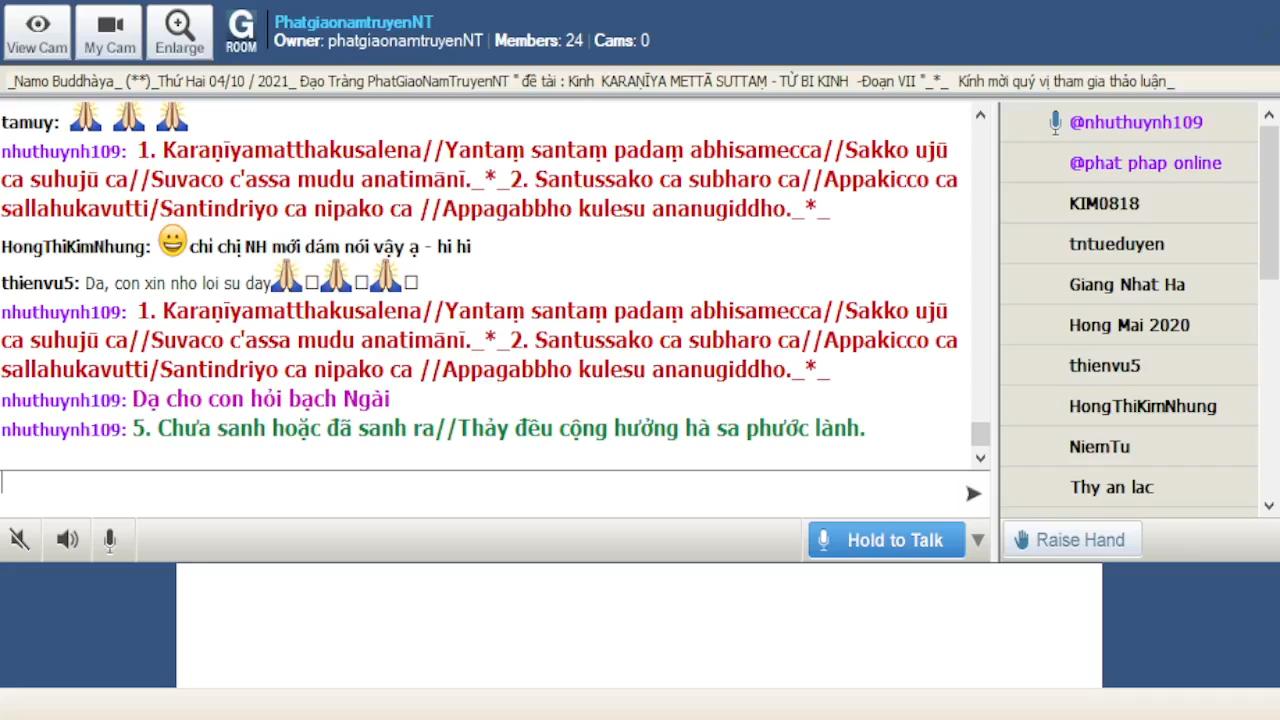 View Cam
My Cam
Enlarge
G
ROOM
PhatgiaonamtruyenNT
Owner: phatgiaonamtruyenNT | Members: 24 | Cams: 0
_Namo Buddhàya_ (**)_Thứ Hai 04/10 / 2021_ Đạo Tràng PhatGiaoNamTruyenNT " đề tài : Kinh KARAṆĪYA METTĀ SUTTAṂ - TỪ BI KINH -Đoạn VII "_*_ Kính mời quý vị tham gia thảo luận_
tamuy:
nhuthuynh109: 1. Karaṇīyamatthakusalena//Yantaṃ santaṃ padaṃ abhisamecca//Sakko ujū
ca suhujū ca//Suvaco c'assa mudu anatimānī._*_2. Santussako ca subharo ca//Appakicco ca
sallahukavutti/Santindriyo ca nipako ca //Appagabbho kulesu ananugiddho._*_
HongThiKimNhung: chỉ chị NH mới dám nói vậy ạ - hi hi
thienvu5: Da, con xin nho loi su day
nhuthuynh109: 1. Karaṇīyamatthakusalena//Yantaṃ santaṃ padaṃ abhisamecca//Sakko ujū
ca suhujū ca//Suvaco c'assa mudu anatimānī._*_2. Santussako ca subharo ca//Appakicco ca
sallahukavutti/Santindriyo ca nipako ca //Appagabbho kulesu ananugiddho._*_
nhuthuynh109: Dạ cho con hỏi bạch Ngài
nhuthuynh109: 5. Chưa sanh hoặc đã sanh ra//Thảy đều cộng hưởng hà sa phước lành.
@nhuthuynh109
@phat phap online
KIM0818
tntueduyen
Giang Nhat Ha
Hong Mai 2020
thienvu5
HongThiKimNhung
NiemTu
Thy an lac
Hold to Talk
Raise Hand